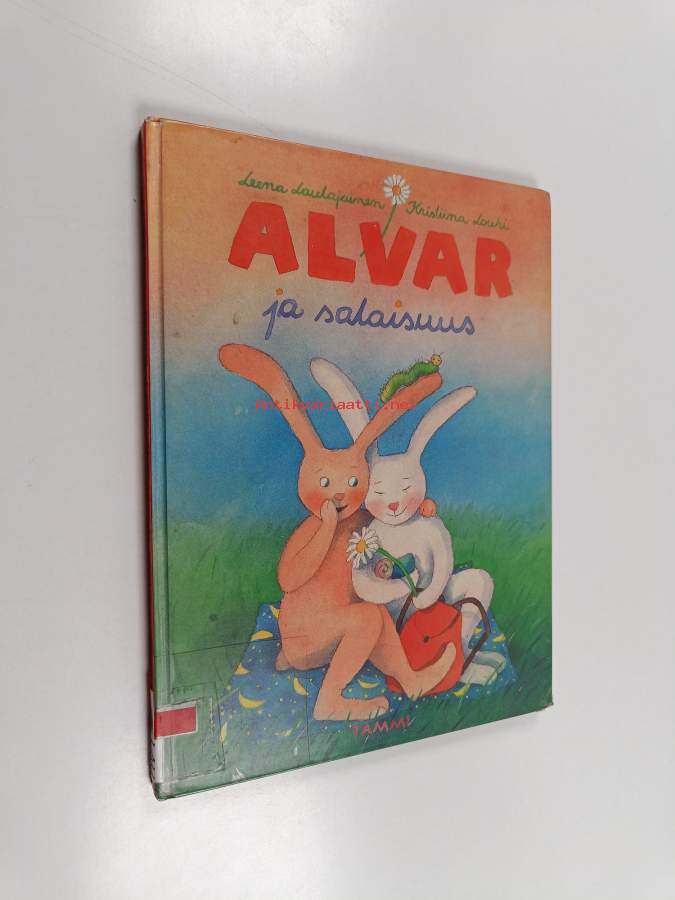 Leena Laulajainen Kristiina Louhi
ALVAR
ja salaisuus
Antikvariaatti.net
TAMMI